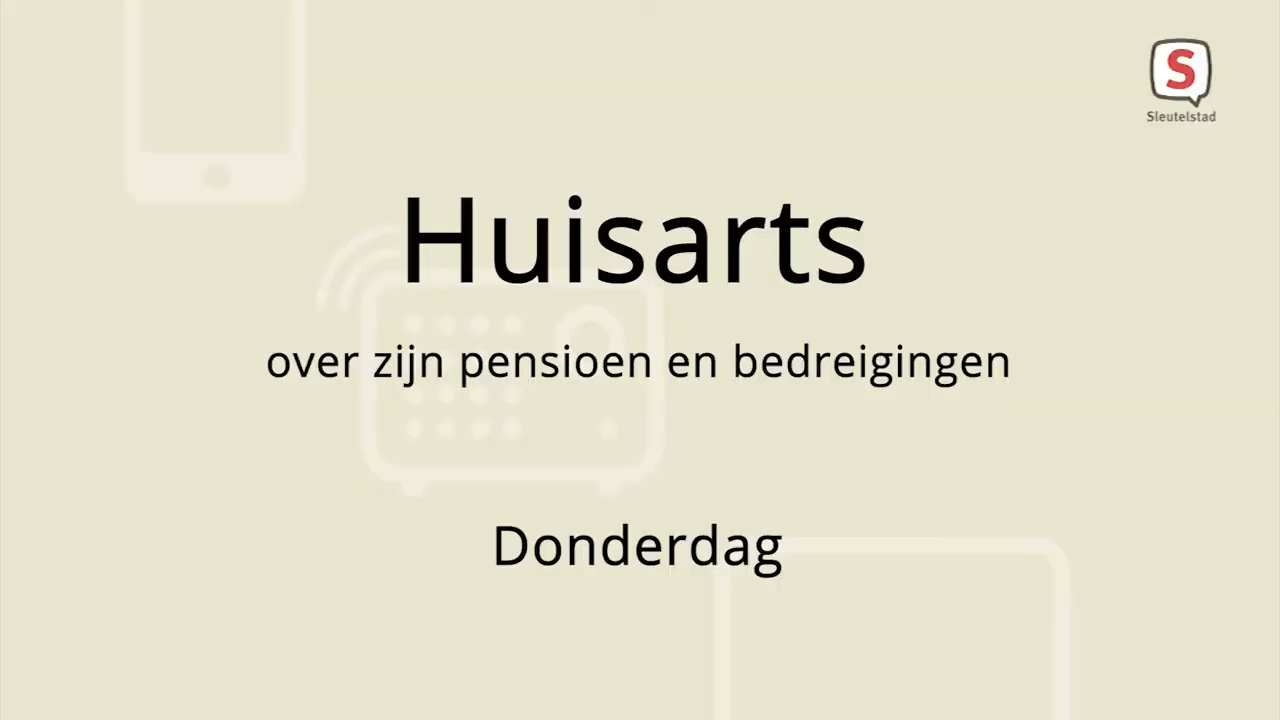 S
Sleutelstad
Huisarts
over zijn pensioen en bedreigingen
Donderdag